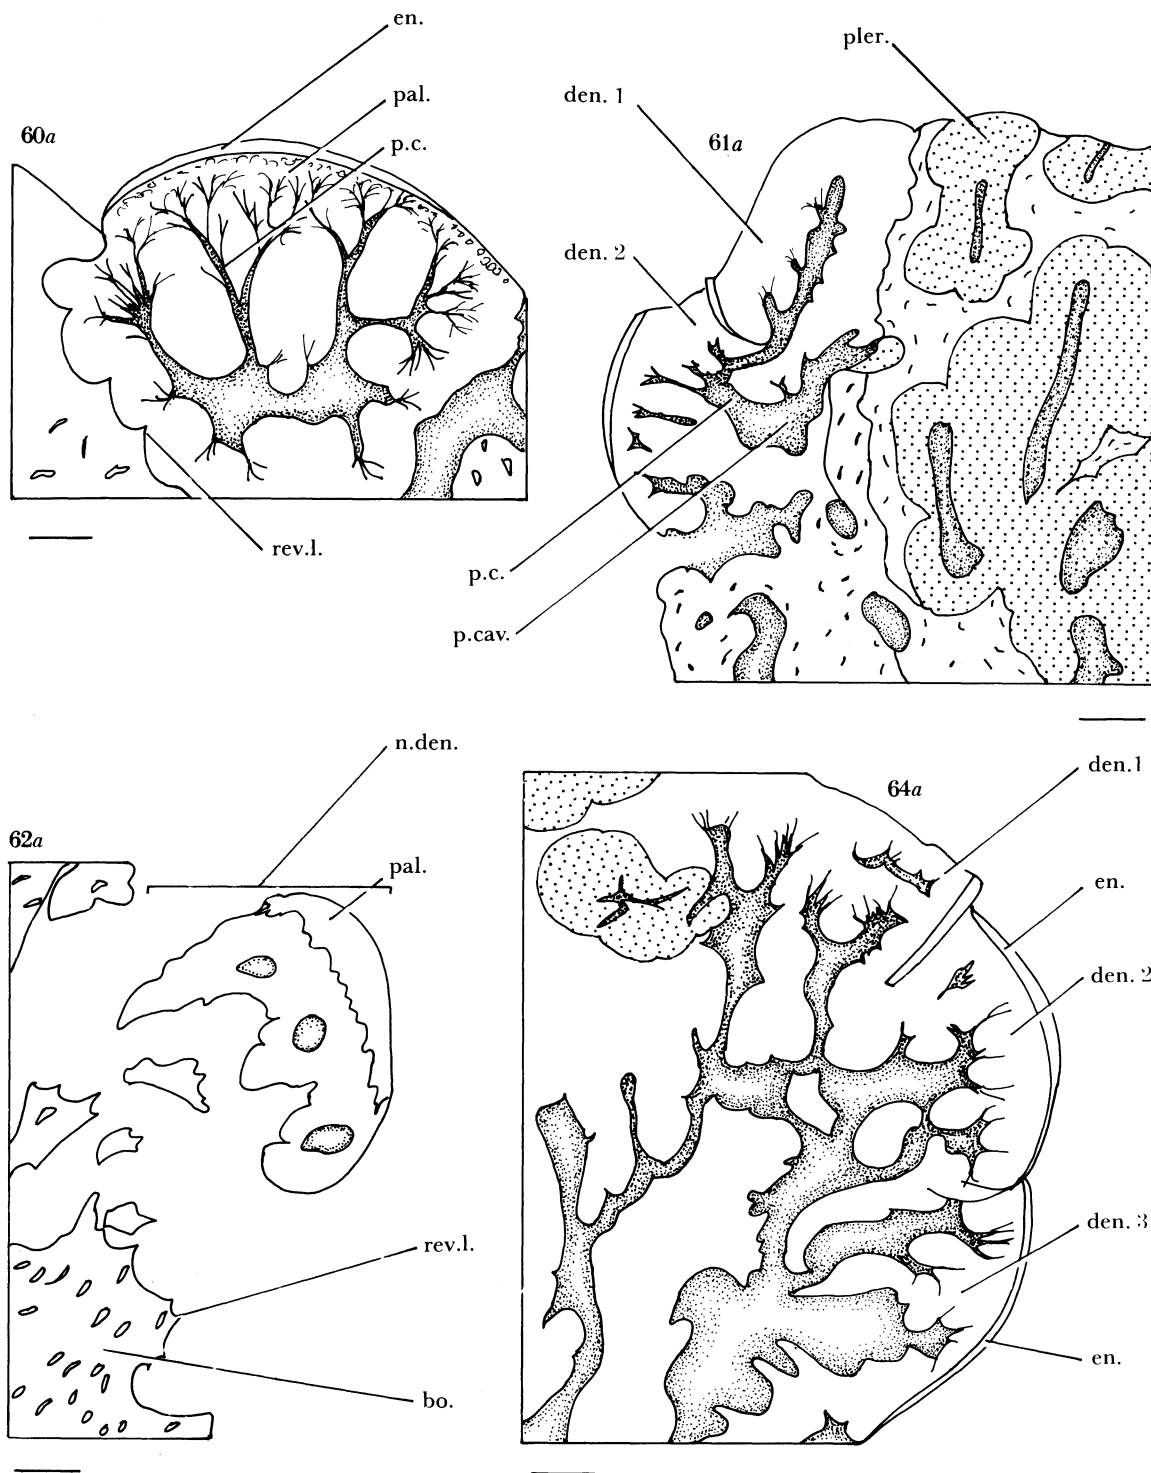 en.
pler.
den. 1
pal.
60a
61a
p.c.
den. 2
rev.l.
p.c.
p.cav.
n.den.
den.1
64a
62a
pal.
en.
den. 2
den. 3
rev.l.
en.
bo.